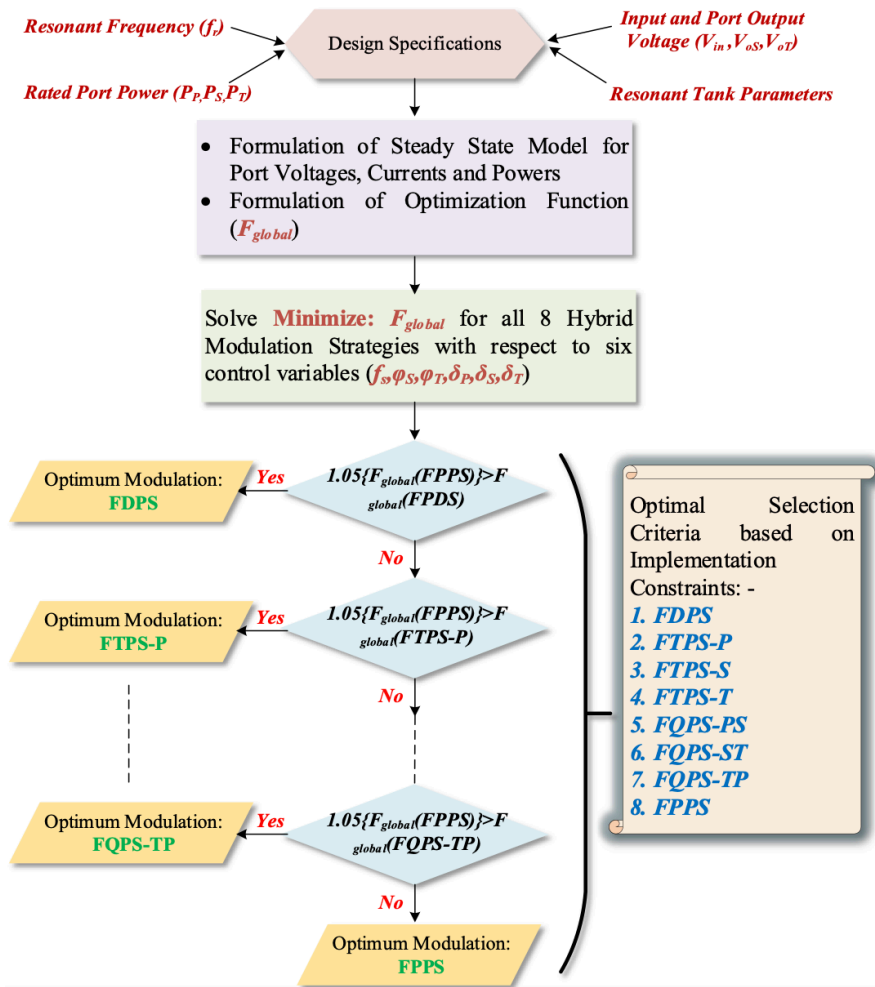 Resonant Frequency (fr)
Design Specifications
Input and Port Output
Voltage (Vin ,VoS,VoT)
Rated Port Power (PP,PS,PT)
Resonant Tank Parameters
• Formulation of Steady State Model for
Port Voltages, Currents and Powers
• Formulation of Optimization Function
(Fglobal)
Solve Minimize: Fglobal for all 8 Hybrid
Modulation Strategies with respect to six
control variables (fs,φS,φT,δP,δS,δT)
1.05{Fglobal(FPPS)}>F
global(FPDS)
Yes
Optimum Modulation:
FDPS
No
1.05{Fglobal(FPPS)}>F
global(FTPS-P)
Yes
Optimum Modulation:
FTPS-P
No
1.05{Fglobal(FPPS)}>F
global(FQPS-TP)
Yes
Optimum Modulation:
FQPS-TP
No
Optimum Modulation:
FPPS
Optimal Selection
Criteria based on
Implementation
Constraints: -
1. FDPS
2. FTPS-P
3. FTPS-S
4. FTPS-T
5. FQPS-PS
6. FQPS-ST
7. FQPS-TP
8. FPPS